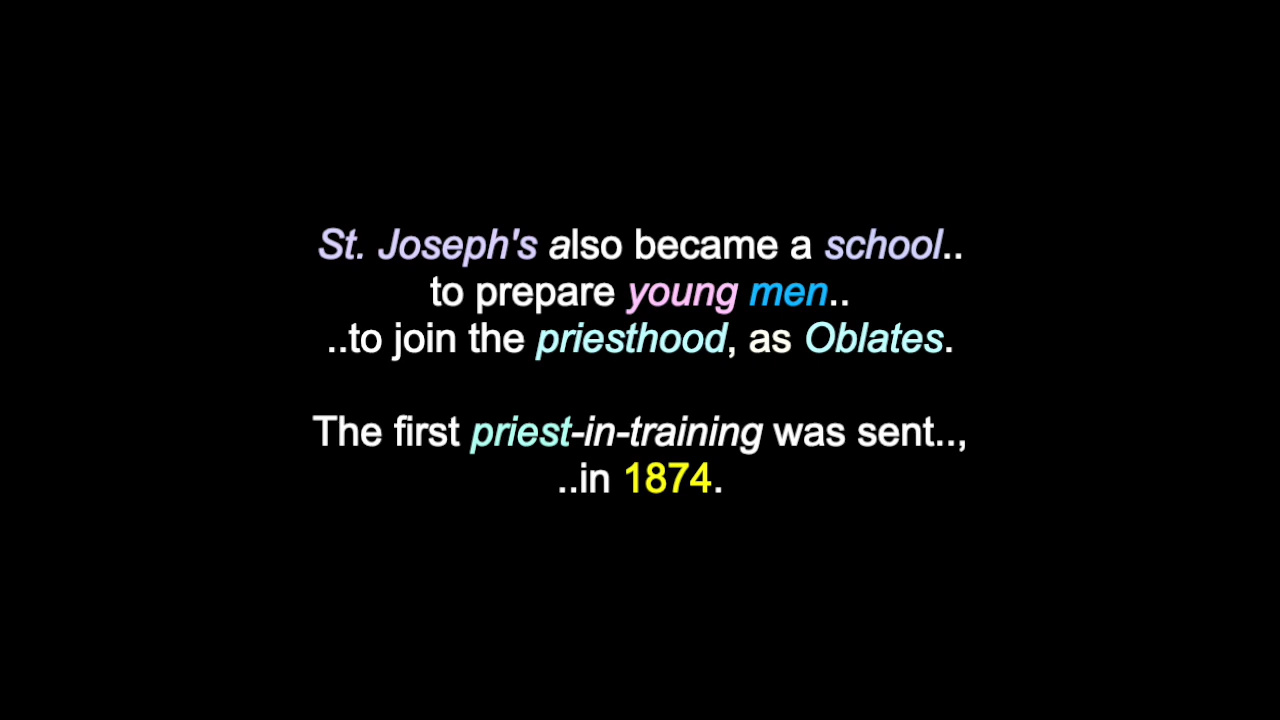 St. Joseph's also became a school..
to prepare young men..
..to join the priesthood, as Oblates.
The first priest-in-training was sent..,
..in 1874.